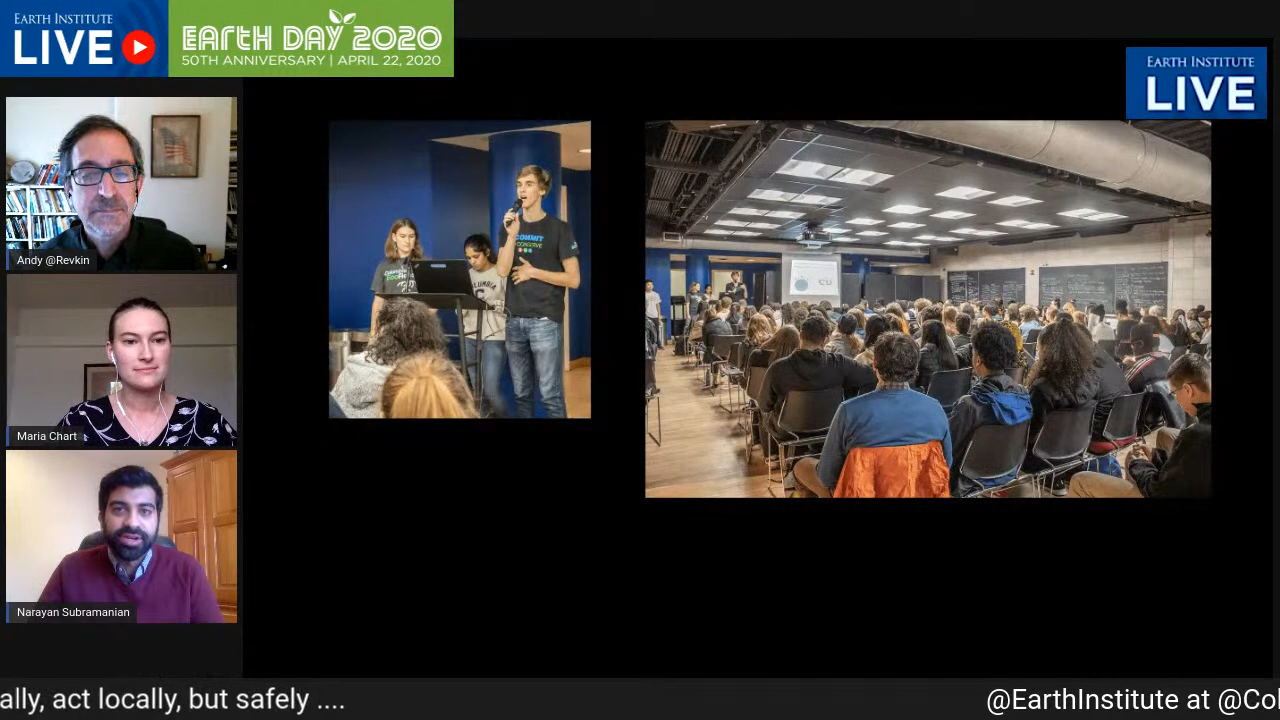 EARTH INSTITUTE
LIVE
EARTH DAY 2020
50TH ANNIVERSARY | APRIL 22, 2020
EARTH INSTITUTE
LIVE
Andy @Revkin
Maria Chart
Narayan Subramanian
COMMIT
CONSERVE
COLUMBIA
ally, act locally, but safely ....
@EarthInstitute at @Col